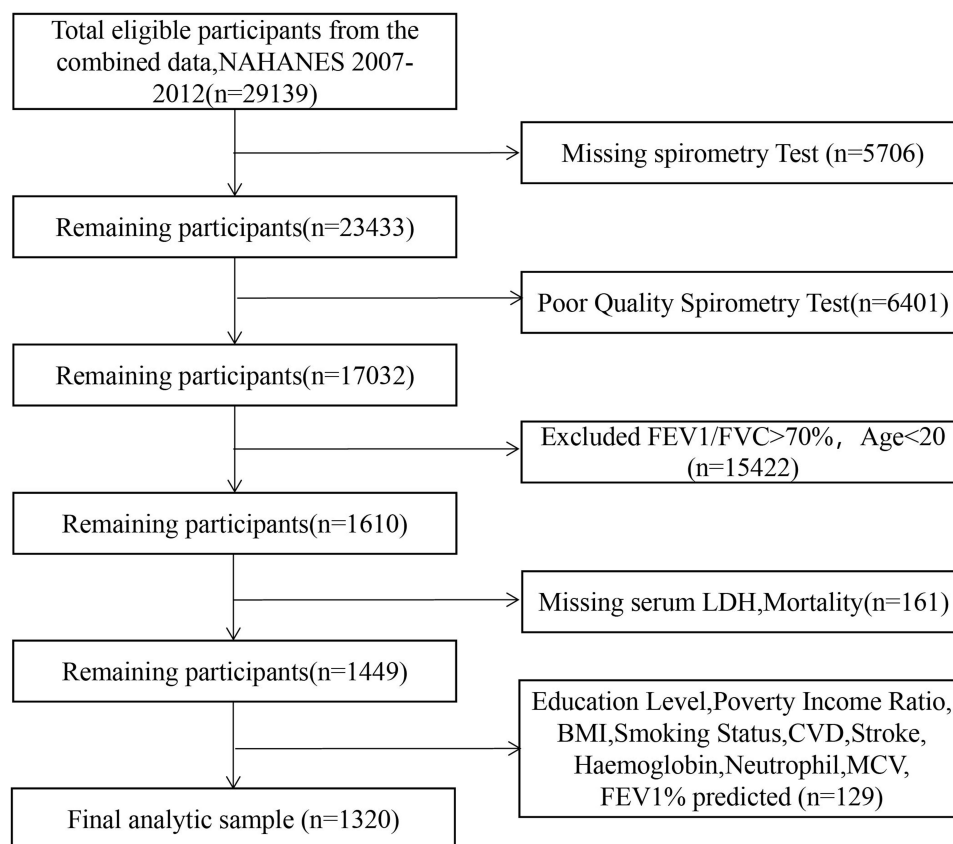 Total eligible participants from the
combined data,NAHANES 2007-
2012(n=29139)
Missing spirometry Test (n=5706)
Remaining participants(n=23433)
Poor Quality Spirometry Test(n=6401)
Remaining participants(n=17032)
Excluded FEV1/FVC>70%，Age<20
(n=15422)
Remaining participants(n=1610)
Missing serum LDH,Mortality(n=161)
Remaining participants(n=1449)
Education Level,Poverty Income Ratio,
BMI,Smoking Status,CVD,Stroke,
Haemoglobin,Neutrophil,MCV,
FEV1% predicted (n=129)
Final analytic sample (n=1320)